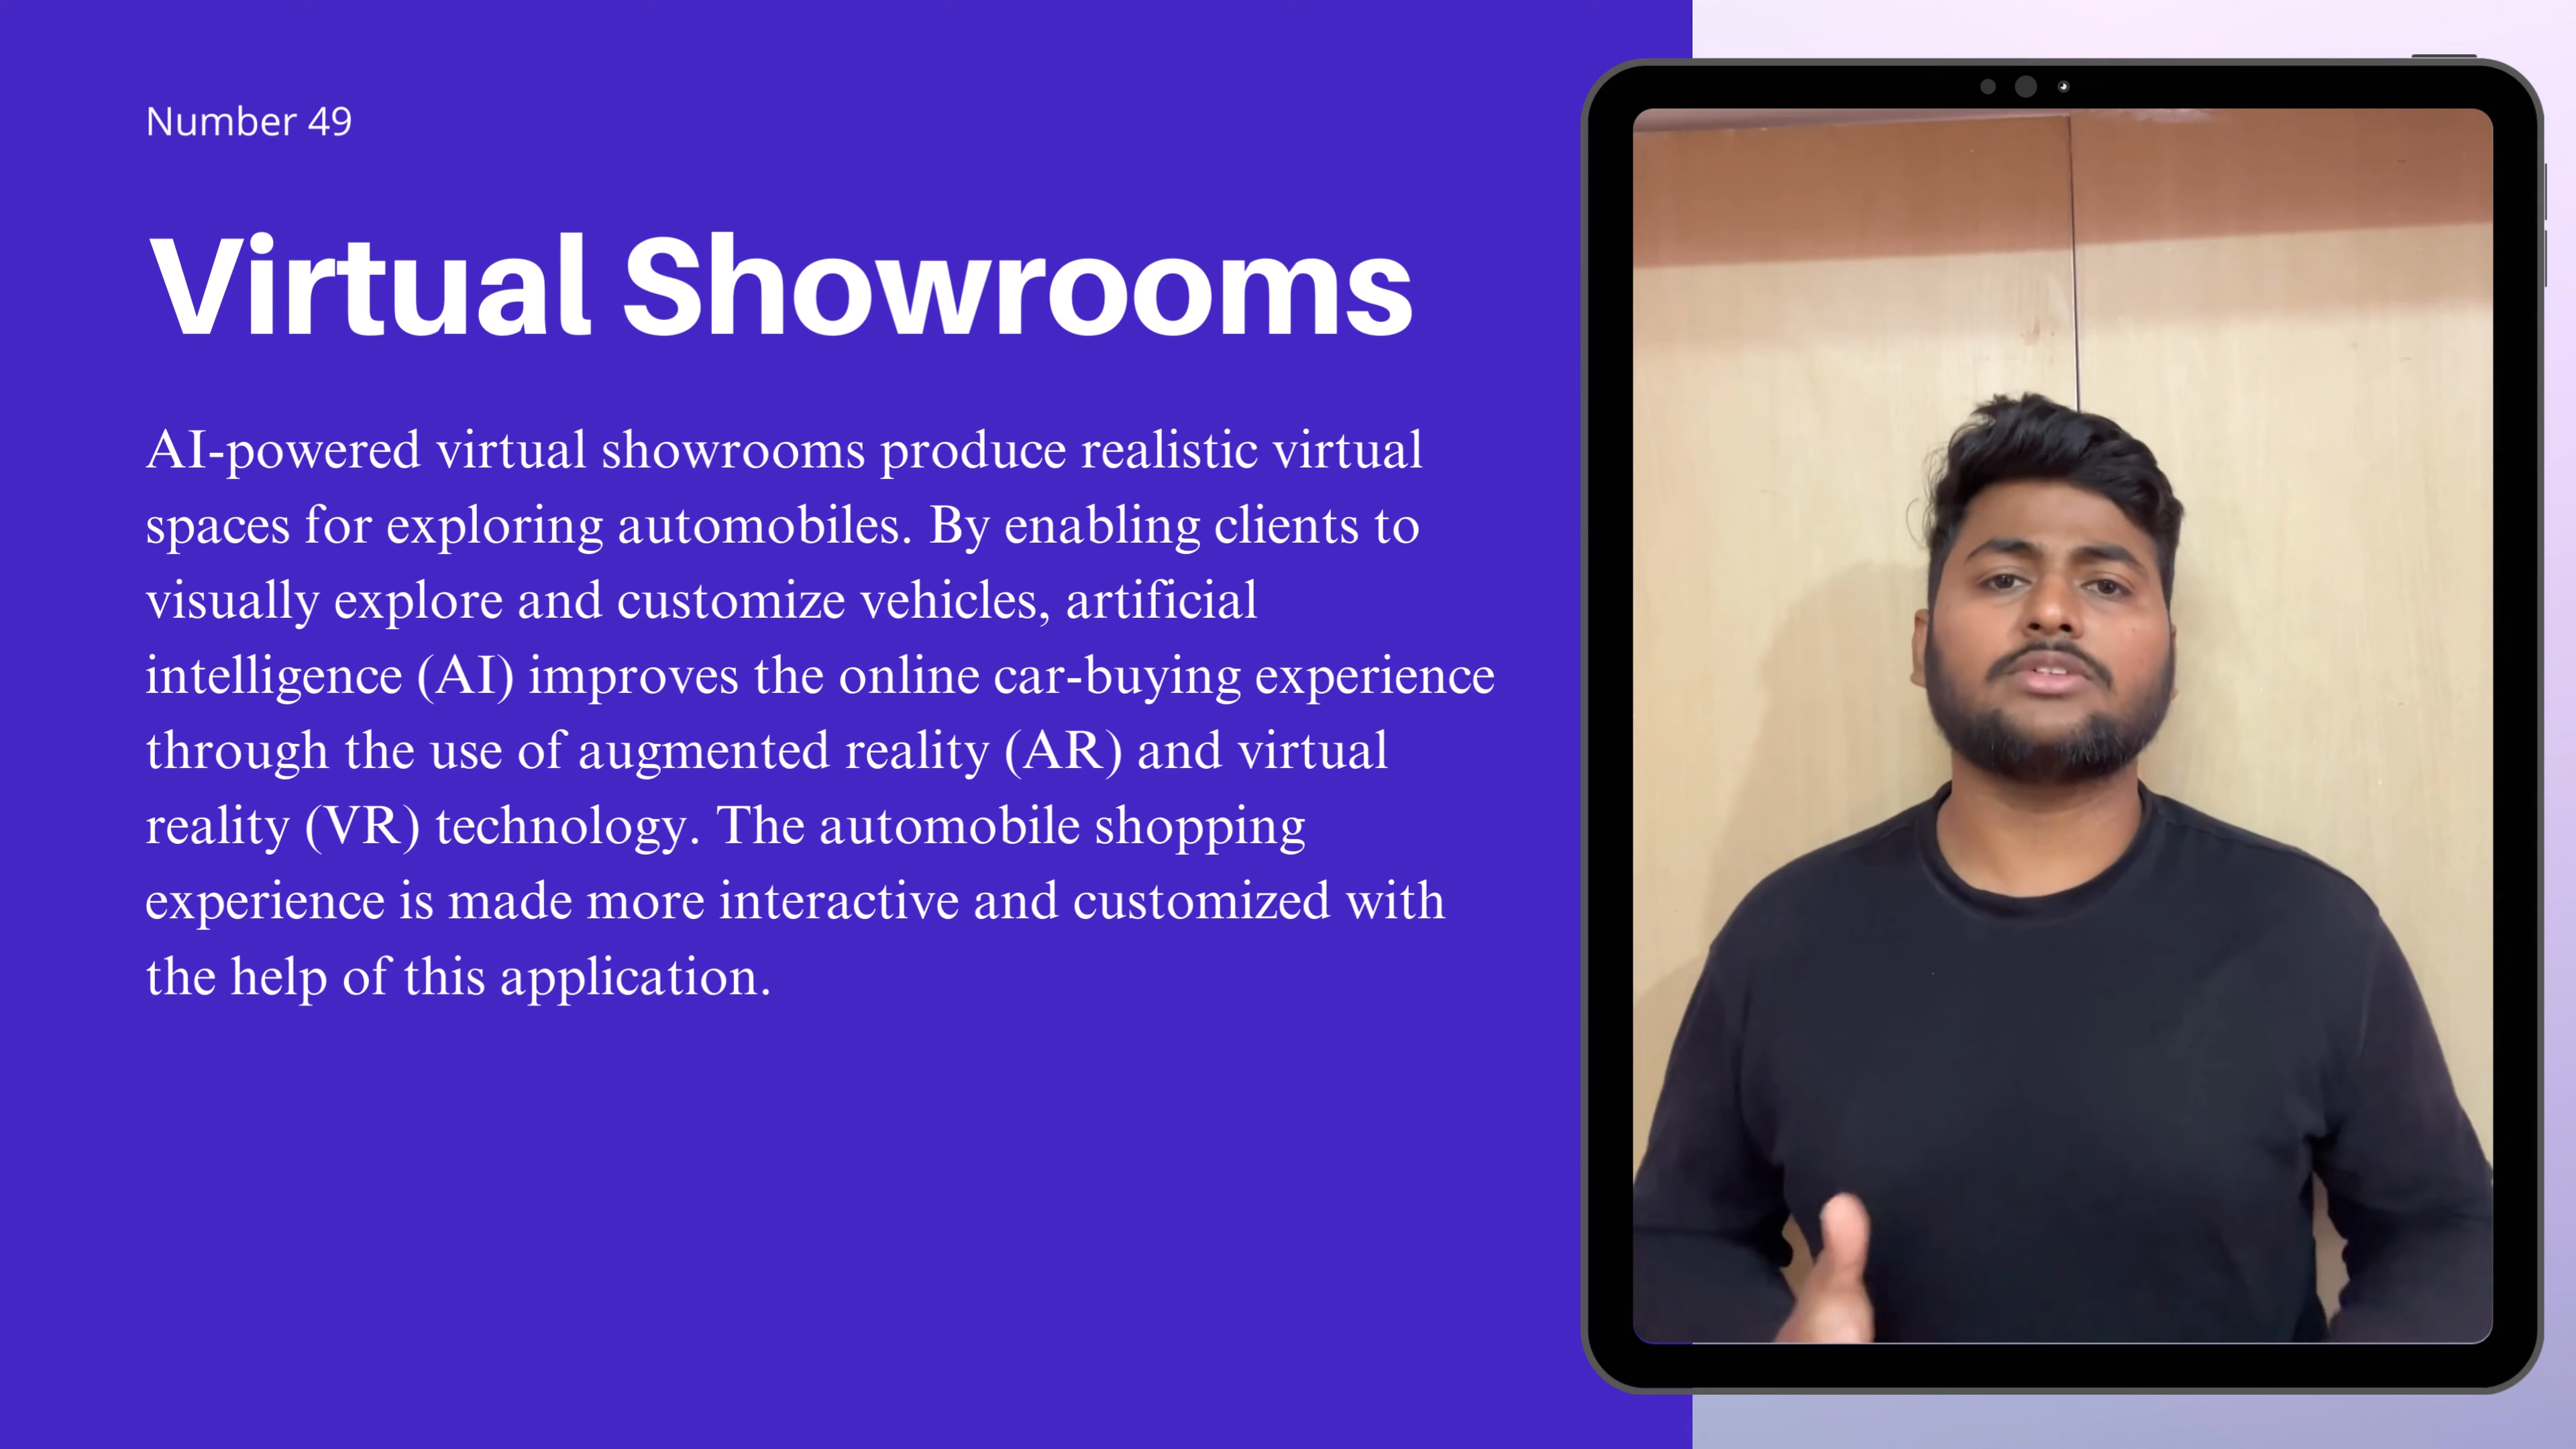 Number 49
Virtual Showrooms
AI-powered virtual showrooms produce realistic virtual
spaces for exploring automobiles. By enabling clients to
visually explore and customize vehicles, artificial
intelligence (AI) improves the online car-buying experience
through the use of augmented reality (AR) and virtual
reality (VR) technology. The automobile shopping
experience is made more interactive and customized with
the help of this application.